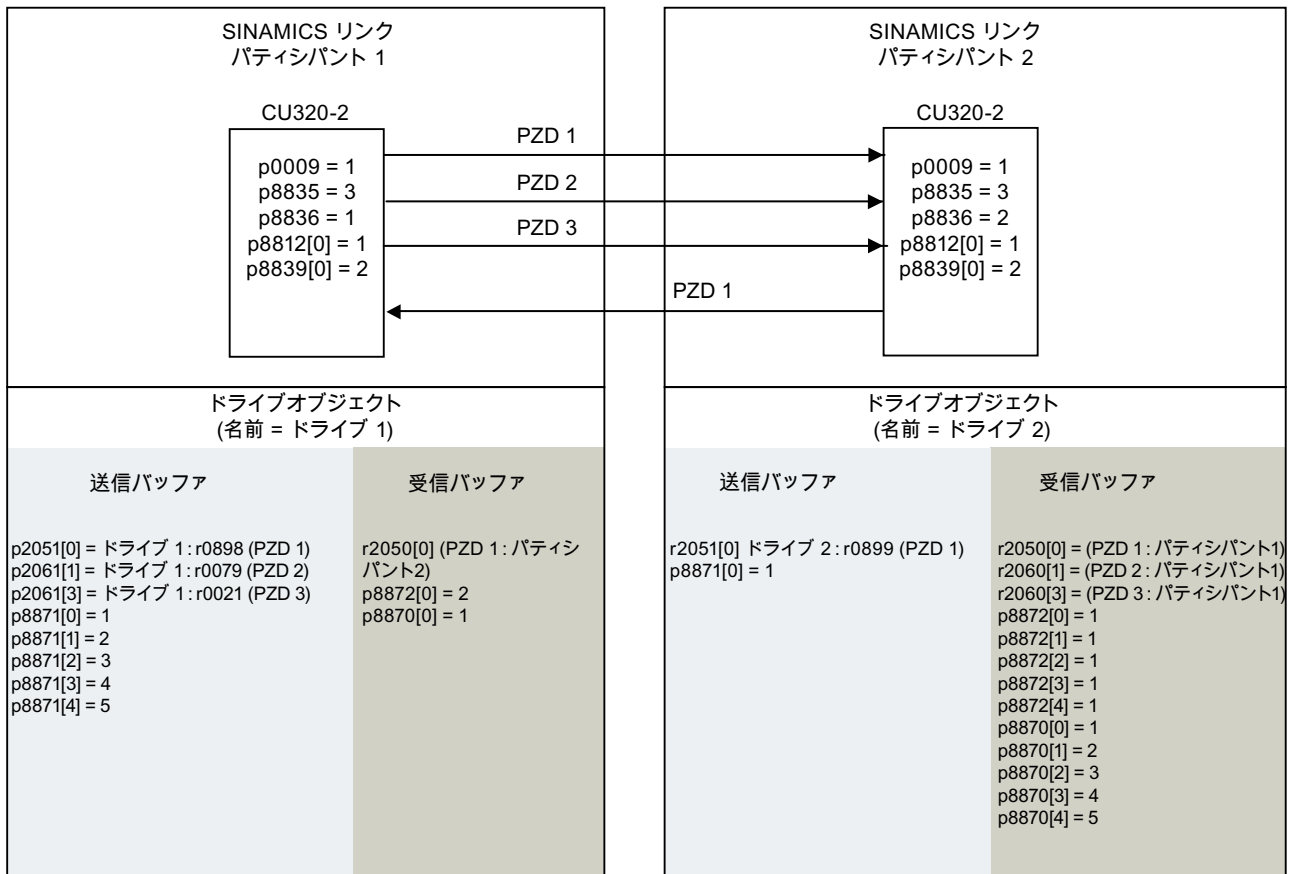 SINAMICS リンク
パティシパント 1
CU320-2
p0009 = 1
p8835 = 3
p8836 = 1
p8812[0] = 1
p8839[0] = 2
PZD 1
PZD 2
PZD 3
PZD 1
SINAMICS リンク
パティシパント 2
CU320-2
p0009 = 1
p8835 = 3
p8836 = 2
p8812[0] = 1
p8839[0] = 2
ドライブオブジェクト
(名前 = ドライブ 1)
送信バッファ
p2051[0] = ドライブ 1 : r0898 (PZD 1)
p2061[1] = ドライブ 1 : r0079 (PZD 2)
p2061[3] = ドライブ 1 : r0021 (PZD 3)
p8871[0] = 1
p8871[1] = 2
p8871[2] = 3
p8871[3] = 4
p8871[4] = 5
受信バッファ
r2050[0] (PZD 1 : パティシ
パント2)
p8872[0] = 2
p8870[0] = 1
ドライブオブジェクト
(名前 = ドライブ 2)
送信バッファ
r2051[0] ドライブ 2 : r0899 (PZD 1)
p8871[0] = 1
受信バッファ
r2050[0] = (PZD 1 : パティシパント1)
r2060[1] = (PZD 2 : パティシパント1)
r2060[3] = (PZD 3 : パティシパント1)
p8872[0] = 1
p8872[1] = 1
p8872[2] = 1
p8872[3] = 1
p8872[4] = 1
p8870[0] = 1
p8870[1] = 2
p8870[2] = 3
p8870[3] = 4
p8870[4] = 5